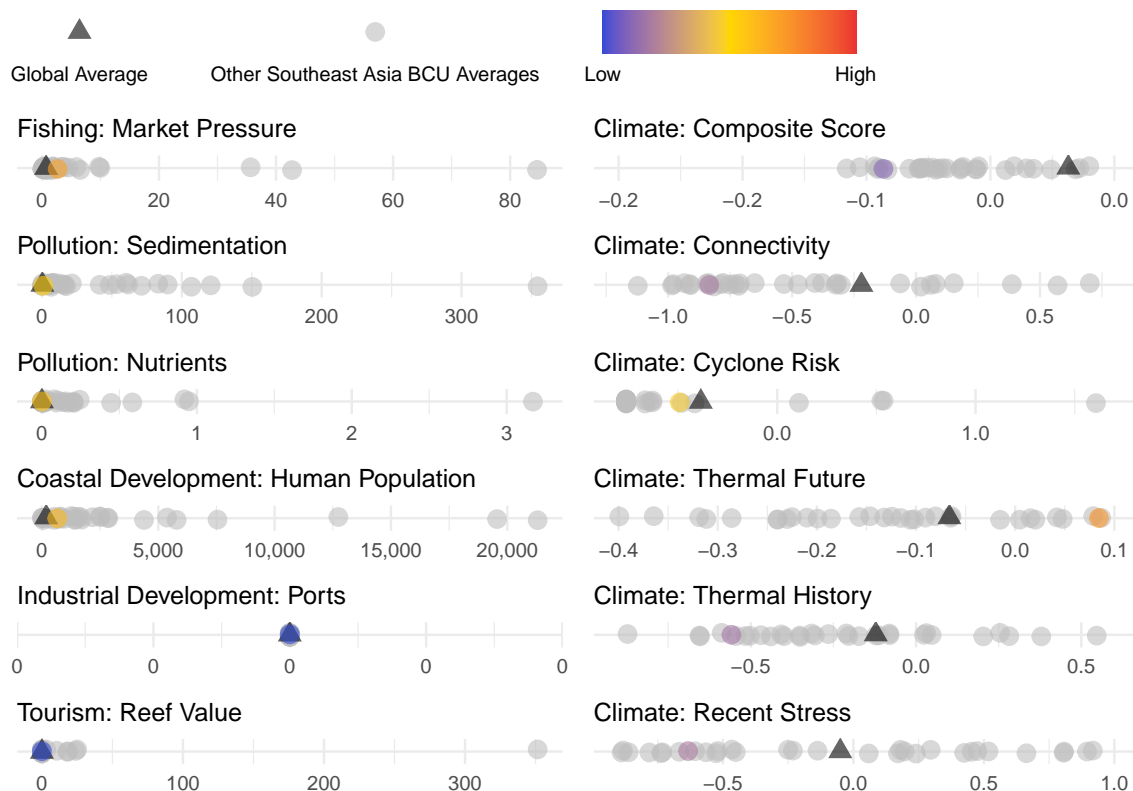 Global Average
Other Southeast Asia BCU Averages
Low
High
Fishing: Market Pressure
0 20 40 60 80
Climate: Composite Score
−0.2 −0.2 −0.1 0.0 0.0
Pollution: Sedimentation
0 100 200 300
Climate: Connectivity
−1.0 −0.5 0.0 0.5
Pollution: Nutrients
0 1 2 3
Climate: Cyclone Risk
0.0 1.0
Coastal Development: Human Population
0 5,000 10,000 15,000 20,000
Climate: Thermal Future
−0.4 −0.3 −0.2 −0.1 0.0 0.1
Industrial Development: Ports
0 0 0 0 0
Climate: Thermal History
−0.5 0.0 0.5
Tourism: Reef Value
0 100 200 300
Climate: Recent Stress
−0.5 0.0 0.5 1.0